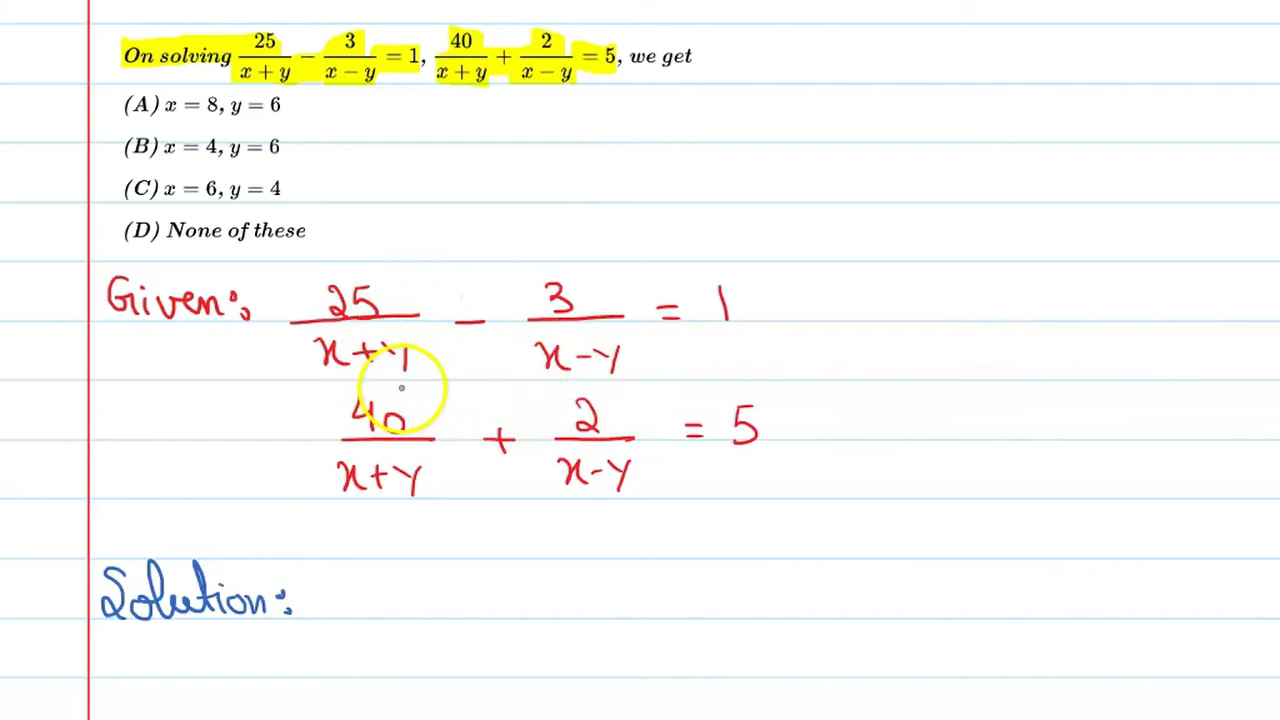 On solving 25/(x + y) − 3/(x − y) = 1, 40/(x + y) + 2/(x − y) = 5, we get
(A) x = 8, y = 6
(B) x = 4, y = 6
(C) x = 6, y = 4
(D) None of these
Given: 25/(x+y) − 3/(x−y) = 1
40/(x+y) + 2/(x−y) = 5
Solution: